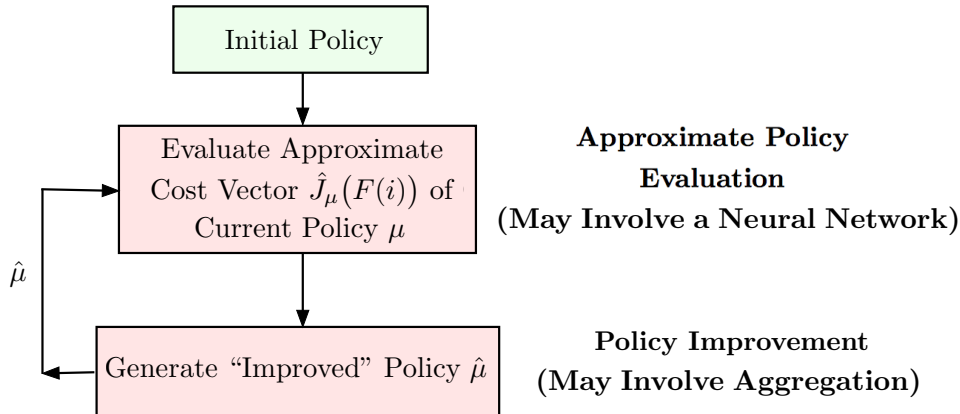 Initial Policy
Evaluate Approximate
Cost Vector Ĵμ(F(i)) of
Current Policy μ
Approximate Policy
Evaluation
(May Involve a Neural Network)
μ̂
Generate “Improved” Policy μ̂
Policy Improvement
(May Involve Aggregation)